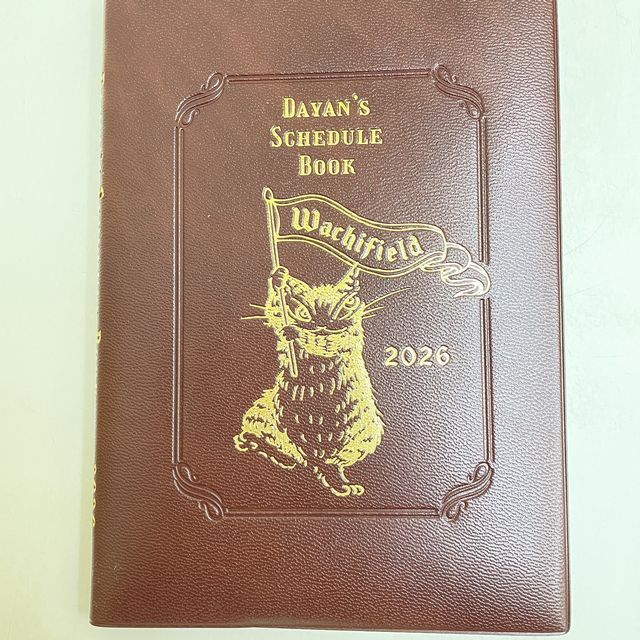 DAYAN'S
SCHEDULE
BOOK
Wachifield
2026